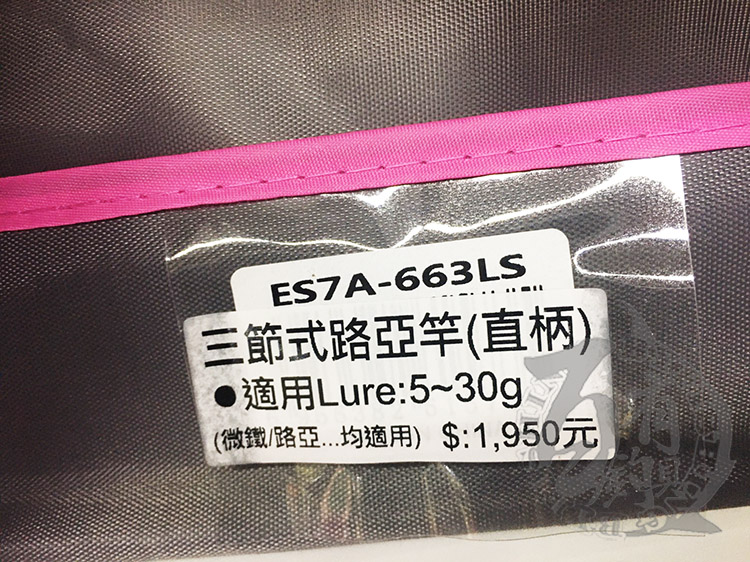 ES7A-663LS
三節式路亞竿(直柄)
●適用Lure:5~30g
(微鐵/路亞...均適用) $:1,950元